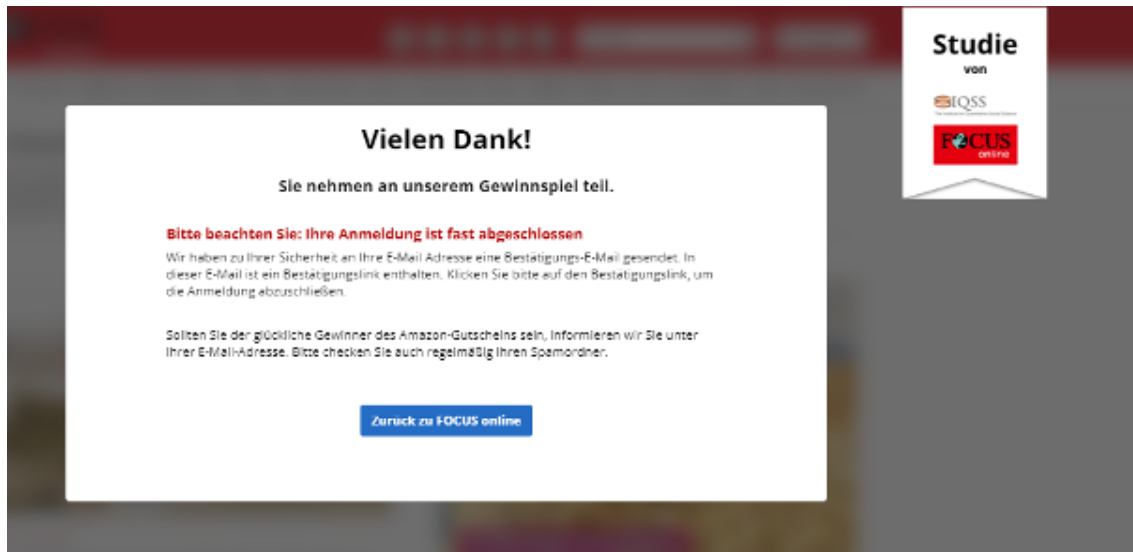 Studie
von
IQSS
FOCUS
online
Vielen Dank!
Sie nehmen an unserem Gewinnspiel teil.
Bitte beachten Sie: Ihre Anmeldung ist fast abgeschlossen
Wir haben zu Ihrer Sicherheit an Ihre E-Mail Adresse eine Bestätigungs-E-Mail gesendet. In
dieser E-Mail ist ein Bestätigungslink enthalten. Klicken Sie bitte auf den Bestätigungslink, um
die Anmeldung abzuschließen.
Sollten Sie der glückliche Gewinner des Amazon-Gutscheins sein, informieren wir Sie unter
Ihrer E-Mail-Adresse. Bitte checken Sie auch regelmäßig Ihren Spamordner.
Zurück zu FOCUS online